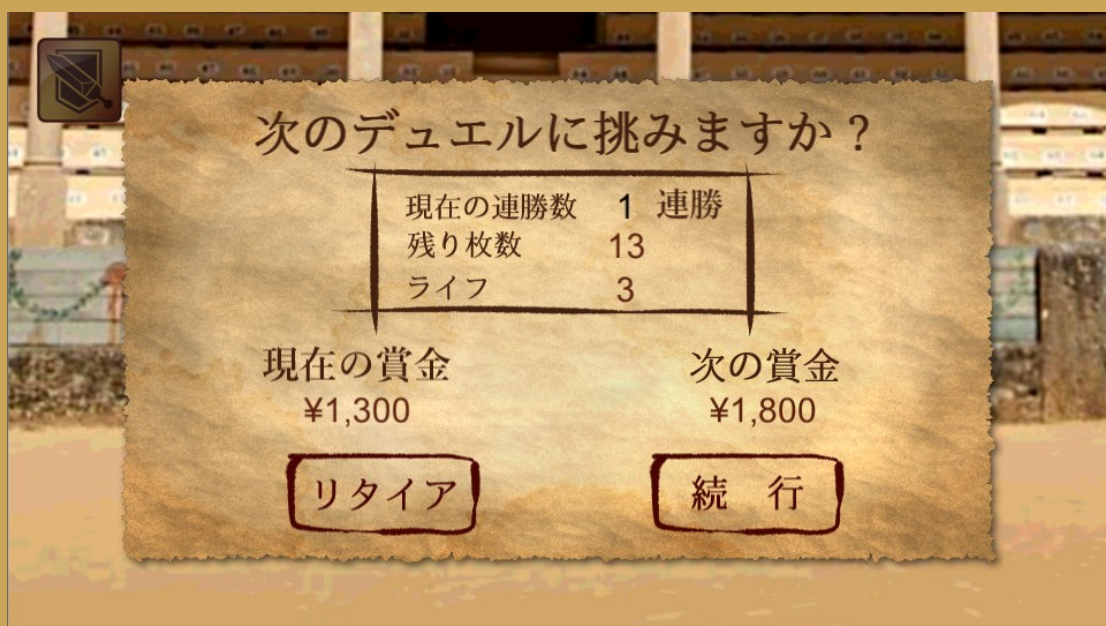 次のデュエルに挑みますか？
現在の連勝数 1 連勝
残り枚数 13
ライフ 3
現在の賞金 次の賞金
¥1,300 ¥1,800
リタイア 続 行